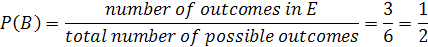 P(B) = number of outcomes in E / total number of possible outcomes = 3/6 = 1/2